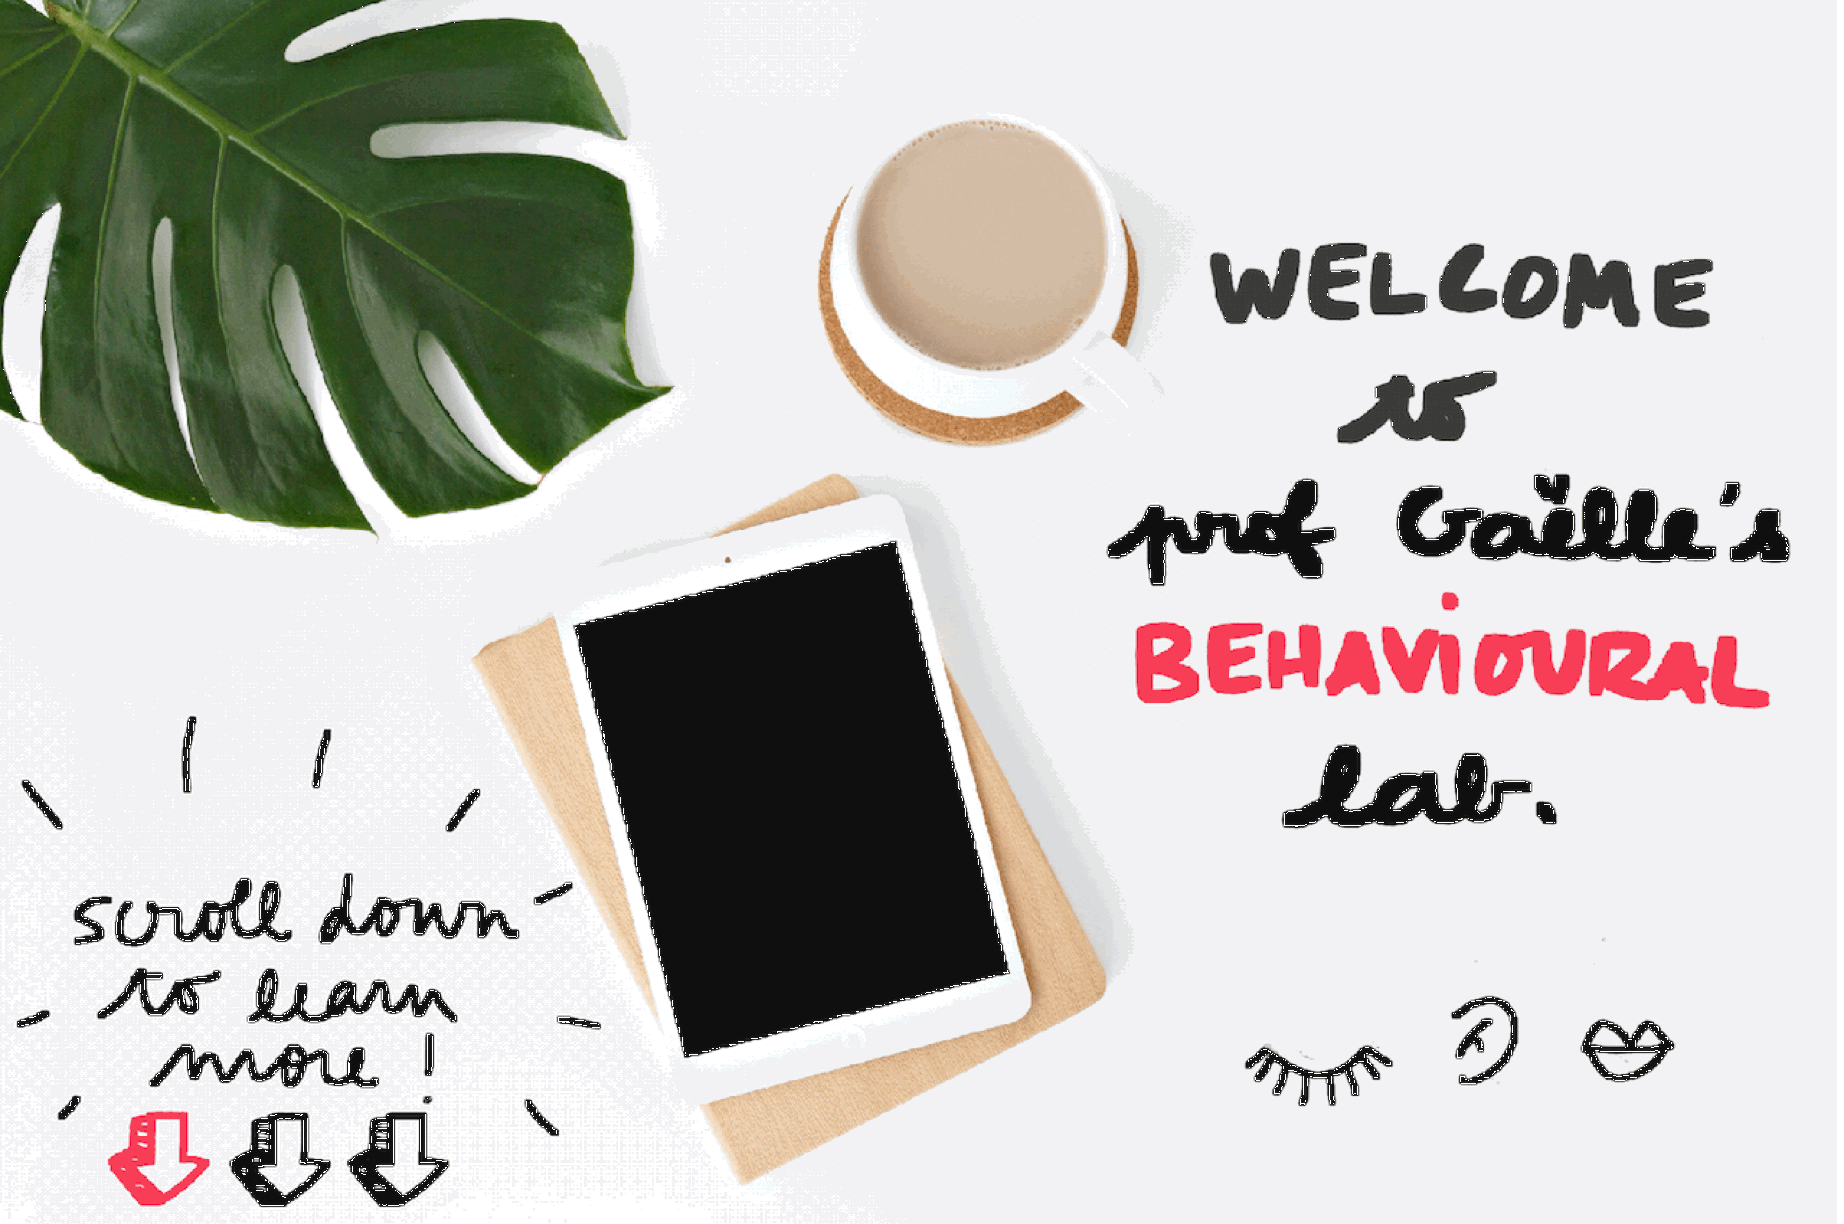 WELCOME
to
prof Gaëlle's
BEHAVIOURAL
lab.
scroll down
to learn
more!